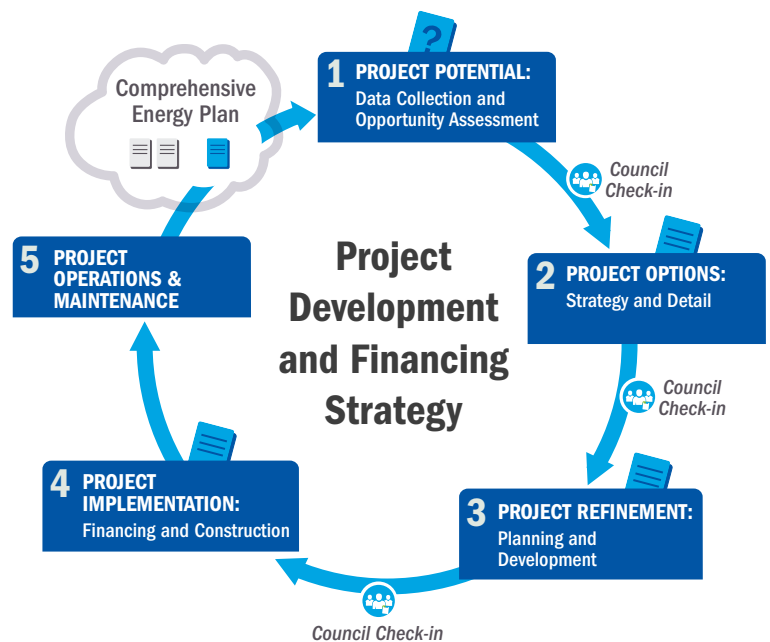 Comprehensive
Energy Plan
?
1 PROJECT POTENTIAL:
Data Collection and
Opportunity Assessment
Council
Check-in
2 PROJECT OPTIONS:
Strategy and Detail
Council
Check-in
3 PROJECT REFINEMENT:
Planning and
Development
Council Check-in
4 PROJECT
IMPLEMENTATION:
Financing and Construction
5 PROJECT
OPERATIONS &
MAINTENANCE
Project
Development
and Financing
Strategy